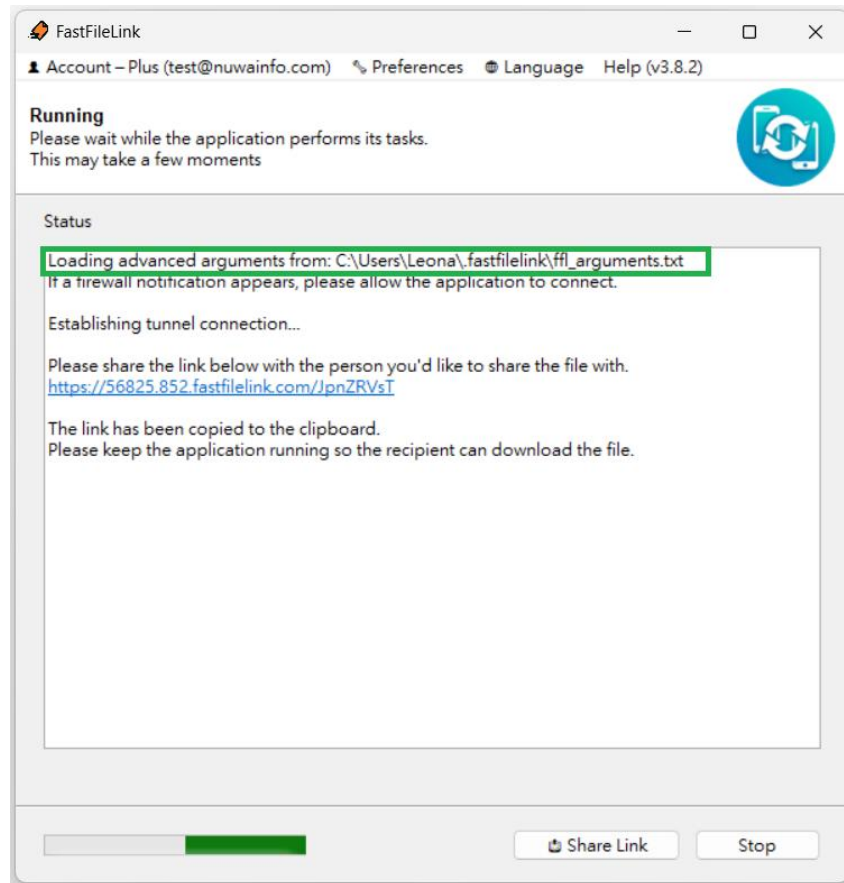 FastFileLink
Account – Plus (test@nuwainfo.com) Preferences Language Help (v3.8.2)
Running
Please wait while the application performs its tasks.
This may take a few moments
Status
Loading advanced arguments from: C:\Users\Leona\.fastfilelink\ffl_arguments.txt
If a firewall notification appears, please allow the application to connect.
Establishing tunnel connection...
Please share the link below with the person you'd like to share the file with.
https://56825.852.fastfilelink.com/JpnZRVsT
The link has been copied to the clipboard.
Please keep the application running so the recipient can download the file.
Share Link Stop